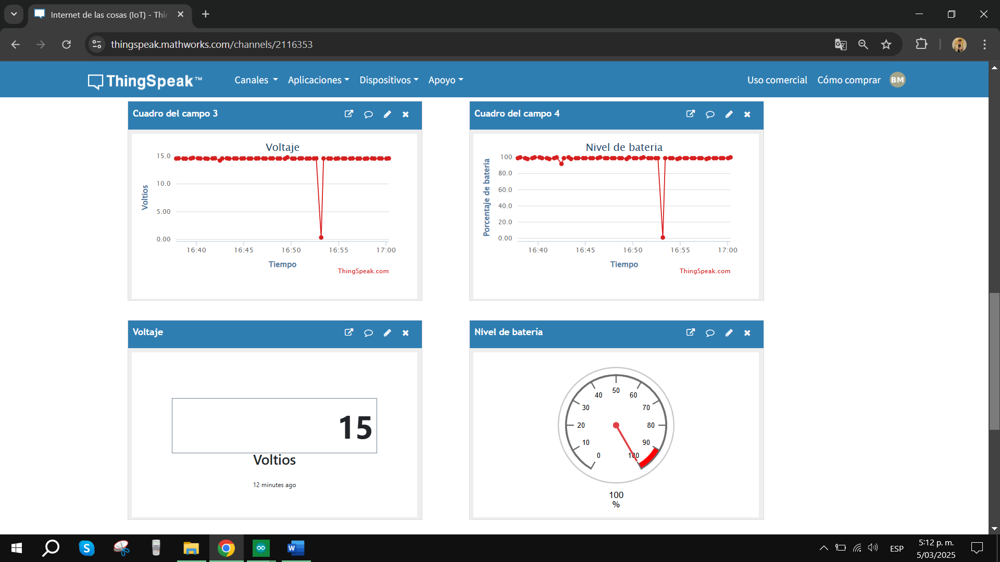 Internet de las cosas (IoT) - Thin
thingspeak.mathworks.com/channels/2116353
ThingSpeak™
Canales
Aplicaciones
Dispositivos
Apoyo
Uso comercial
Cómo comprar
BM
Cuadro del campo 3
Voltaje
Voltios
15.0
10.0
5.00
0.00
16:40 16:45 16:50 16:55 17:00
Tiempo
ThingSpeak.com
Cuadro del campo 4
Nivel de bateria
Porcentaje de bateria
100
80.0
60.0
40.0
20.0
0.00
16:40 16:45 16:50 16:55 17:00
Tiempo
ThingSpeak.com
Voltaje
15
Voltios
12 minutes ago
Nivel de batería
0
10
20
30
40
50
60
70
80
90
100
100
%
ESP
5:12 p. m.
5/03/2025